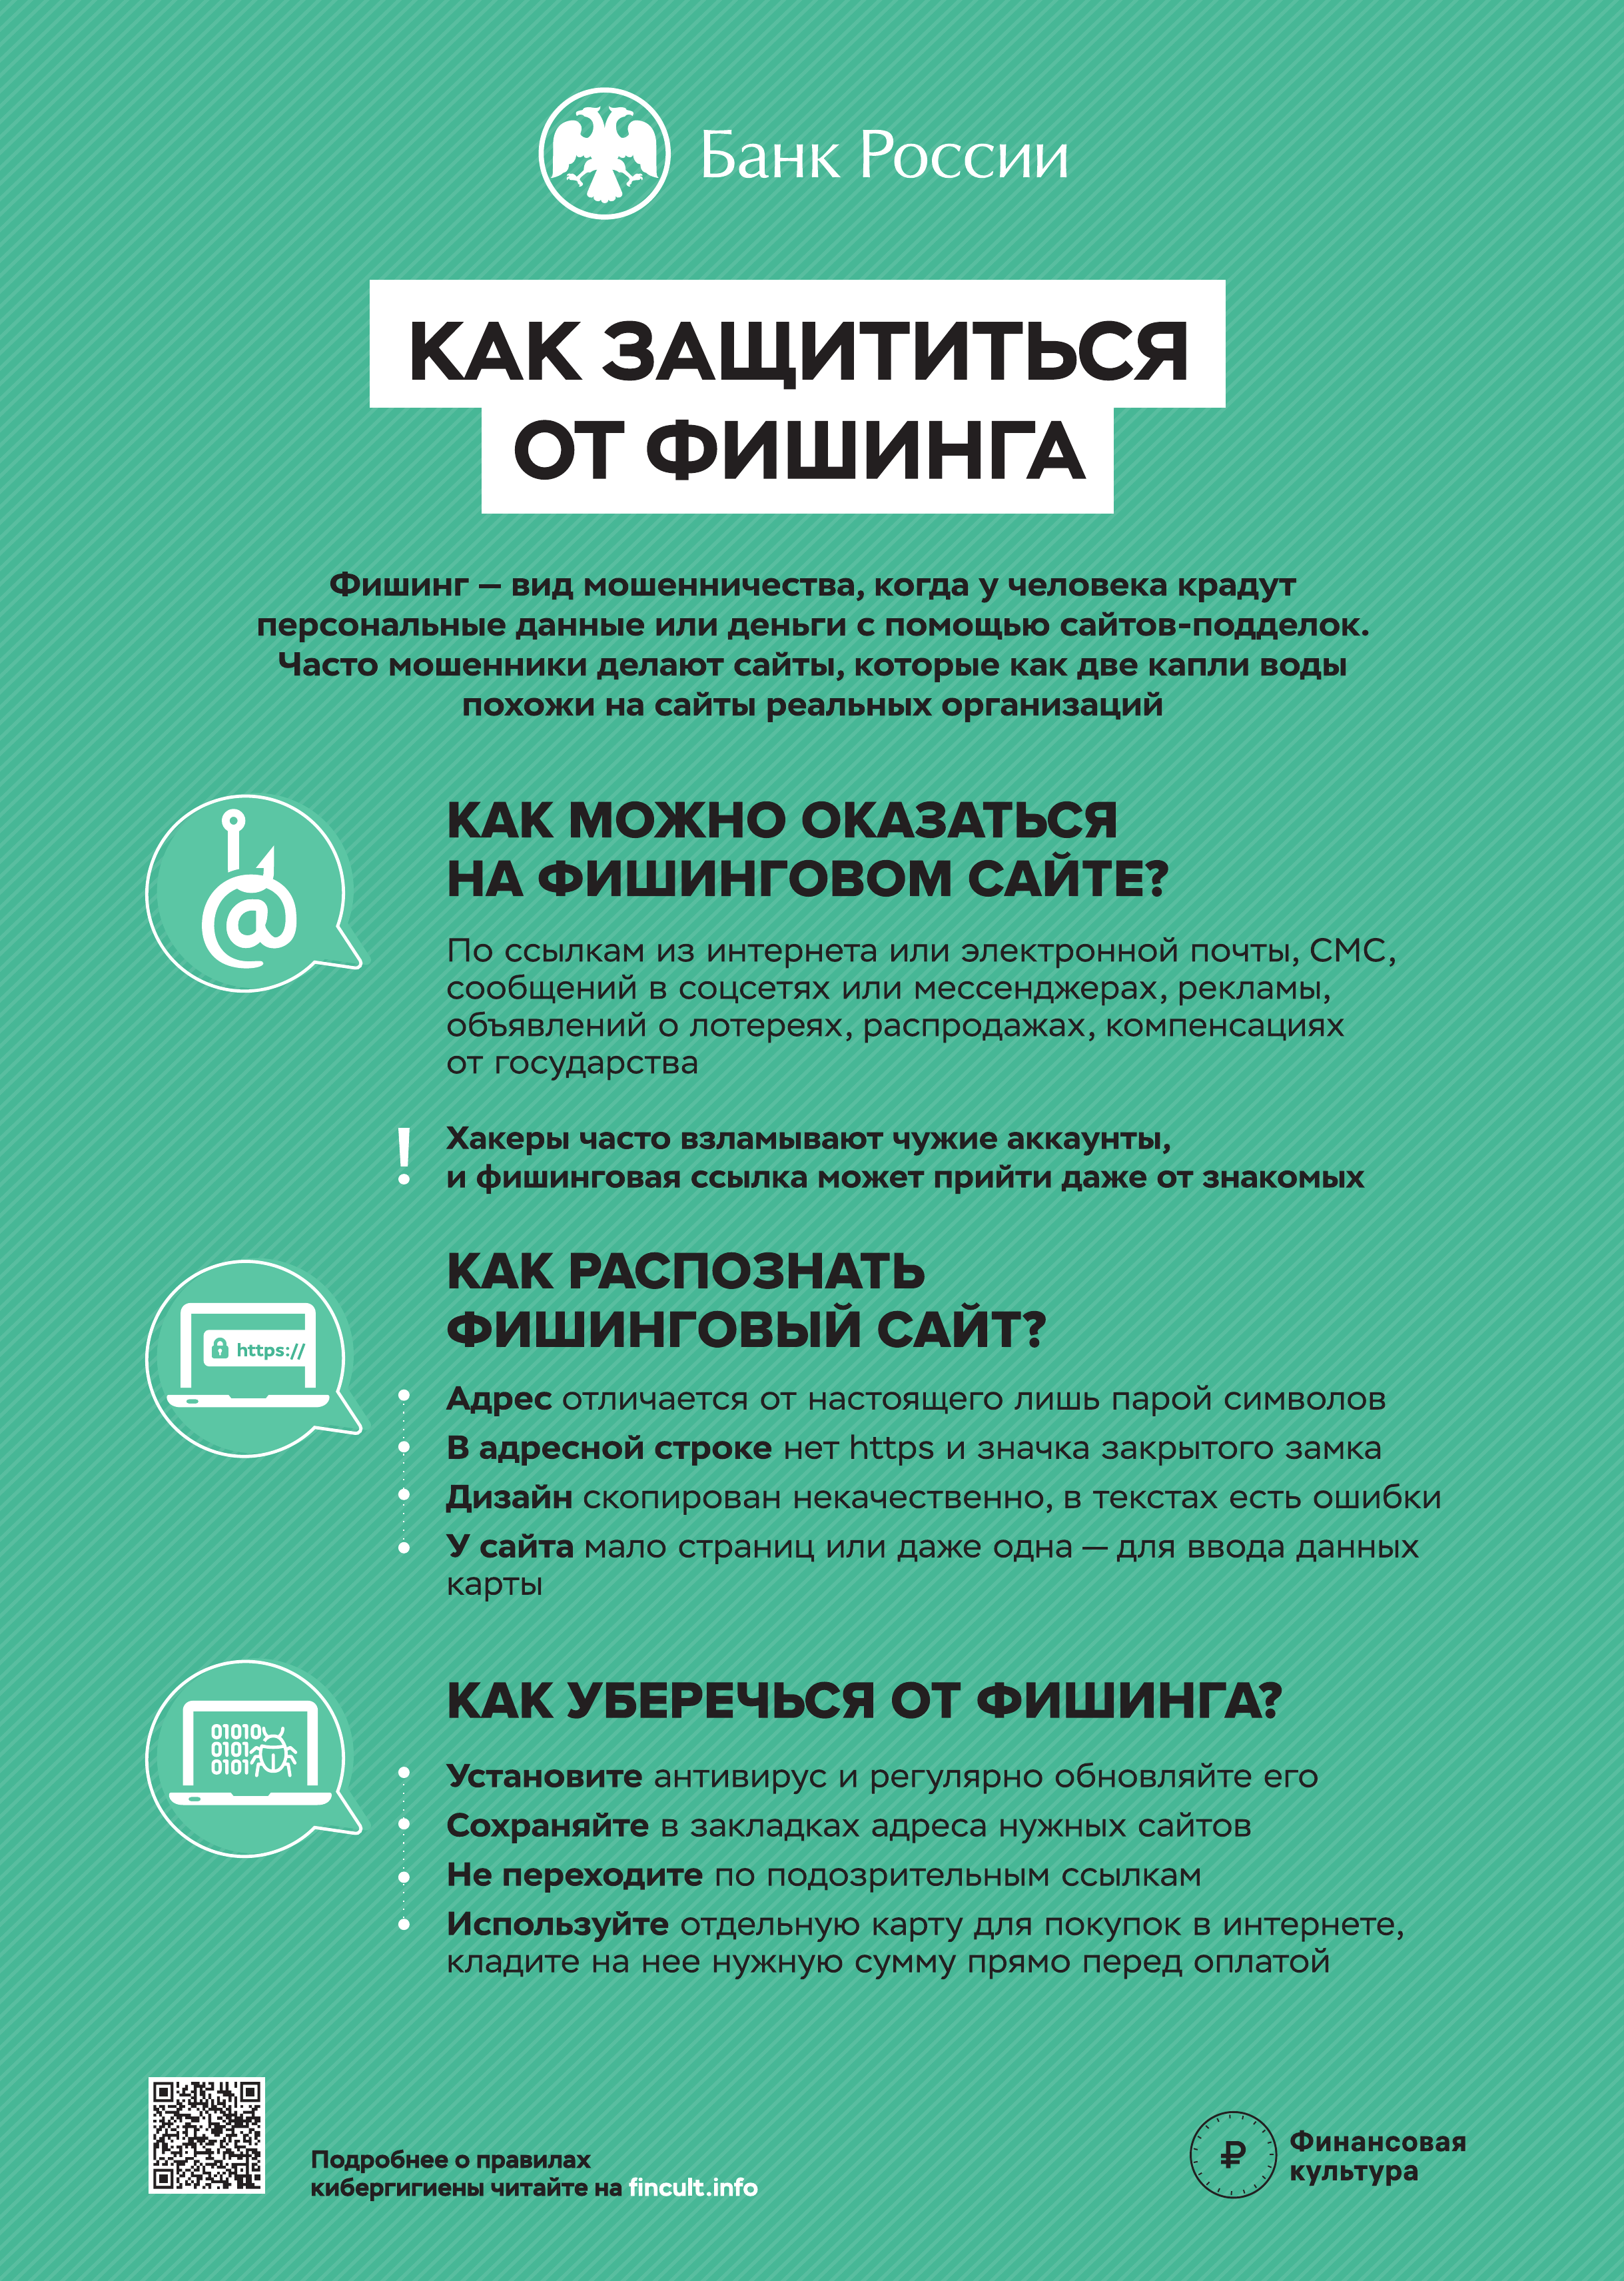 Банк России
КАК ЗАЩИТИТЬСЯ
ОТ ФИШИНГА
Фишинг — вид мошенничества, когда у человека крадут
персональные данные или деньги с помощью сайтов-подделок.
Часто мошенники делают сайты, которые как две капли воды
похожи на сайты реальных организаций
КАК МОЖНО ОКАЗАТЬСЯ
НА ФИШИНГОВОМ САЙТЕ?
По ссылкам из интернета или электронной почты, СМС,
сообщений в соцсетях или мессенджерах, рекламы,
объявлений о лотереях, распродажах, компенсациях
от государства
! Хакеры часто взламывают чужие аккаунты,
и фишинговая ссылка может прийти даже от знакомых
https://
КАК РАСПОЗНАТЬ
ФИШИНГОВЫЙ САЙТ?
Адрес отличается от настоящего лишь парой символов
В адресной строке нет https и значка закрытого замка
Дизайн скопирован некачественно, в текстах есть ошибки
У сайта мало страниц или даже одна — для ввода данных
карты
01010
0101
0101
КАК УБЕРЕЧЬСЯ ОТ ФИШИНГА?
Установите антивирус и регулярно обновляйте его
Сохраняйте в закладках адреса нужных сайтов
Не переходите по подозрительным ссылкам
Используйте отдельную карту для покупок в интернете,
кладите на нее нужную сумму прямо перед оплатой
Подробнее о правилах
кибергигиены читайте на fincult.info
₽
Финансовая
культура